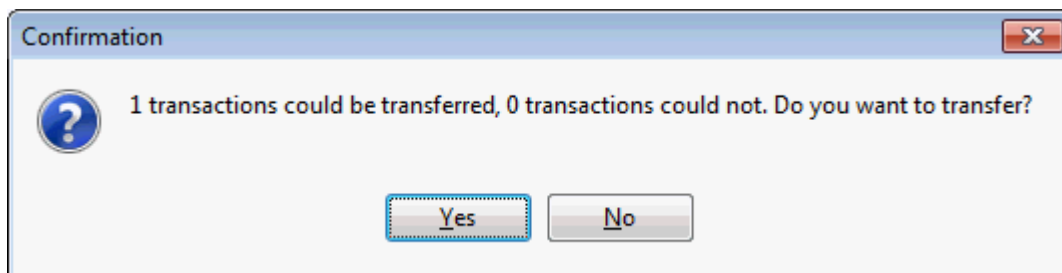 Confirmation
1 transactions could be transferred, 0 transactions could not. Do you want to transfer?
Yes
No